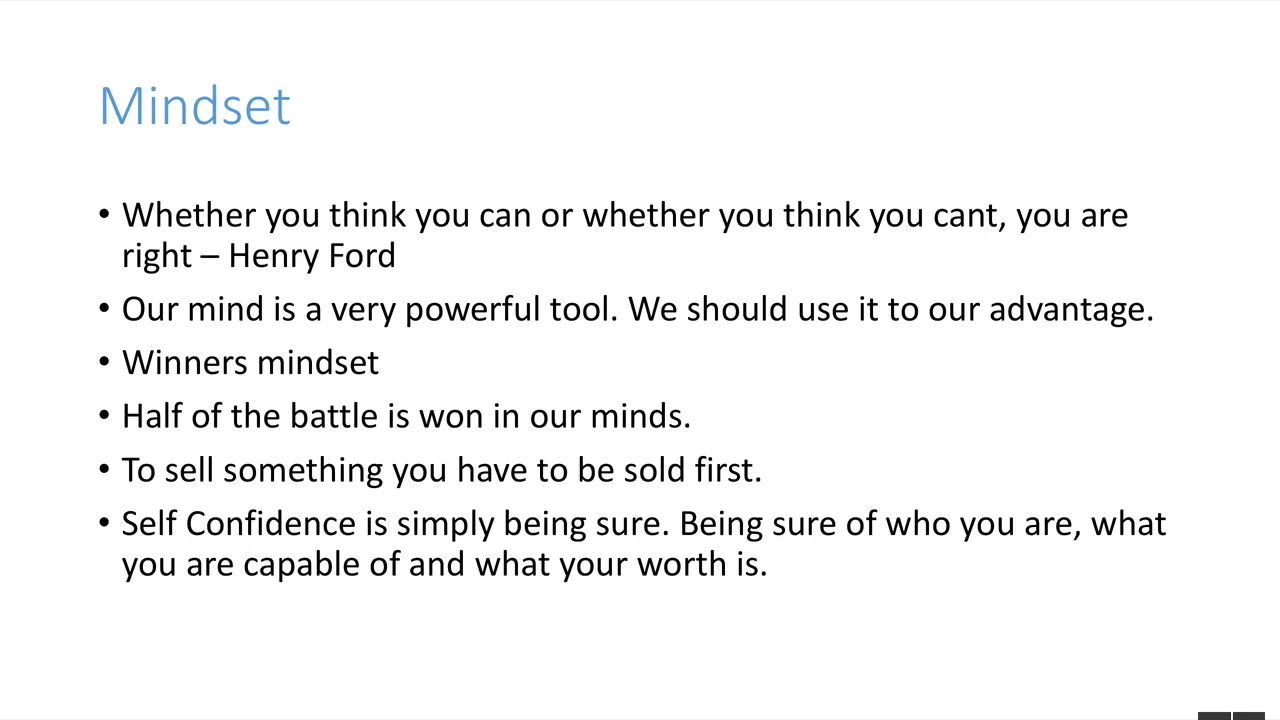 Mindset
• Whether you think you can or whether you think you cant, you are
right – Henry Ford
• Our mind is a very powerful tool. We should use it to our advantage.
• Winners mindset
• Half of the battle is won in our minds.
• To sell something you have to be sold first.
• Self Confidence is simply being sure. Being sure of who you are, what
you are capable of and what your worth is.